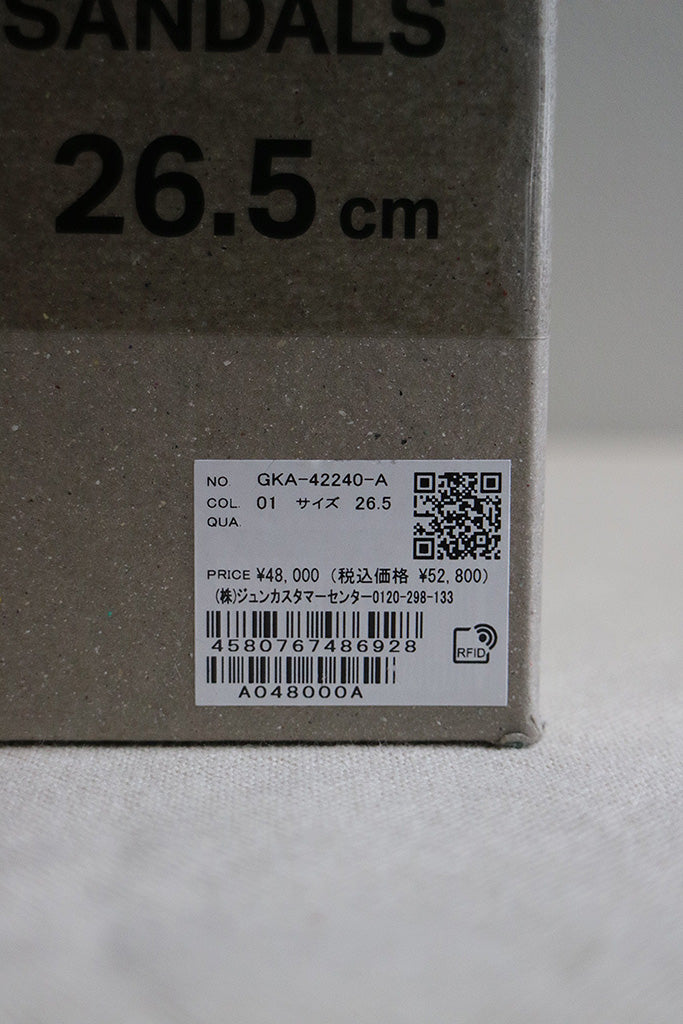 SANDALS
26.5 cm
NO. GKA-42240-A
COL. 01 サイズ 26.5
QUA.
PRICE ¥48,000 (税込価格 ¥52,800)
(株)ジュンカスタマーセンター0120-298-133
4580767486928
RFID
A048000A